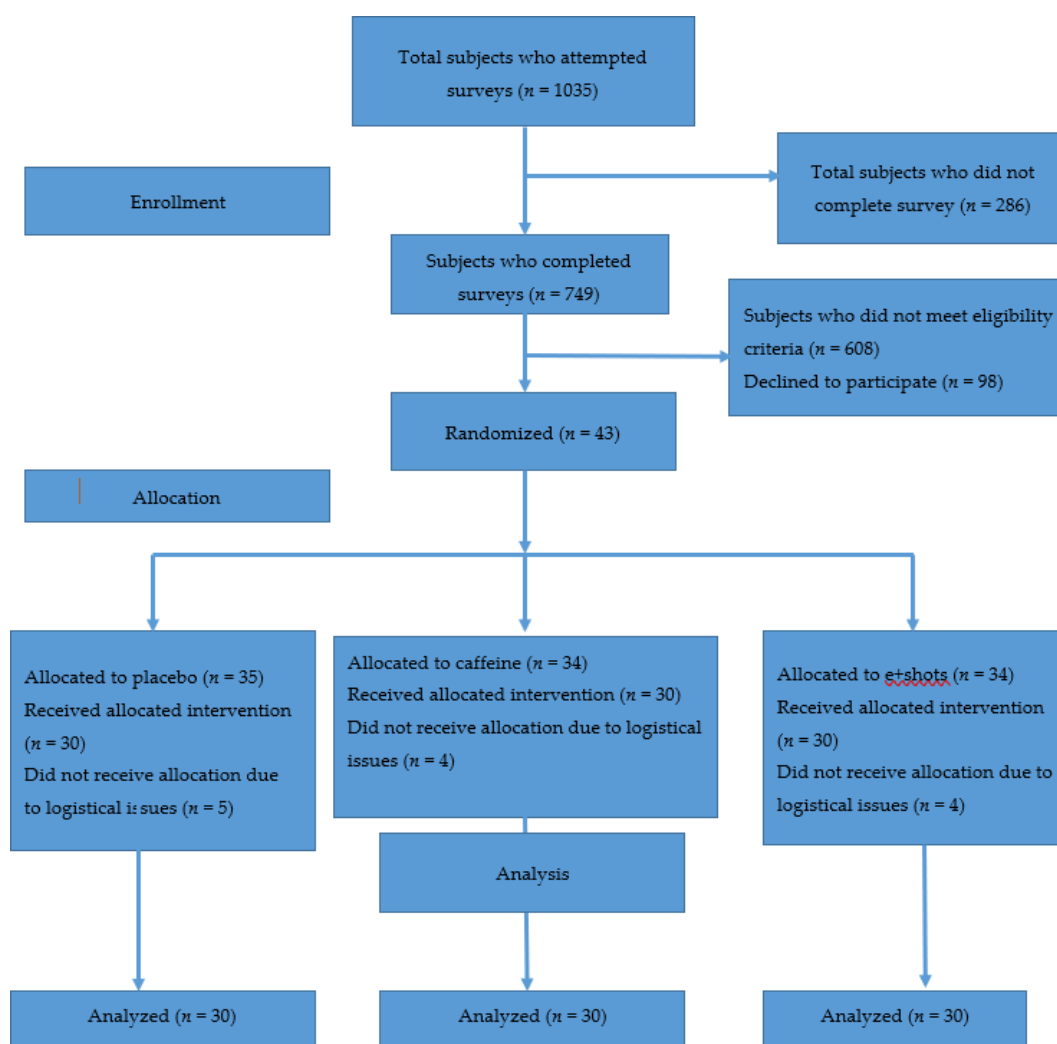 Total subjects who attempted
surveys (n = 1035)
Total subjects who did not
complete survey (n = 286)
Enrollment
Subjects who completed
surveys (n = 749)
Subjects who did not meet eligibility
criteria (n = 608)
Declined to participate (n = 98)
Randomized (n = 43)
Allocation
Allocated to placebo (n = 35)
Received allocated intervention
(n = 30)
Did not receive allocation due
to logistical issues (n = 5)
Allocated to caffeine (n = 34)
Received allocated intervention (n = 30)
Did not receive allocation due to logistical
issues (n = 4)
Allocated to e+shots (n = 34)
Received allocated intervention
(n = 30)
Did not receive allocation due to
logistical issues (n = 4)
Analysis
Analyzed (n = 30)
Analyzed (n = 30)
Analyzed (n = 30)